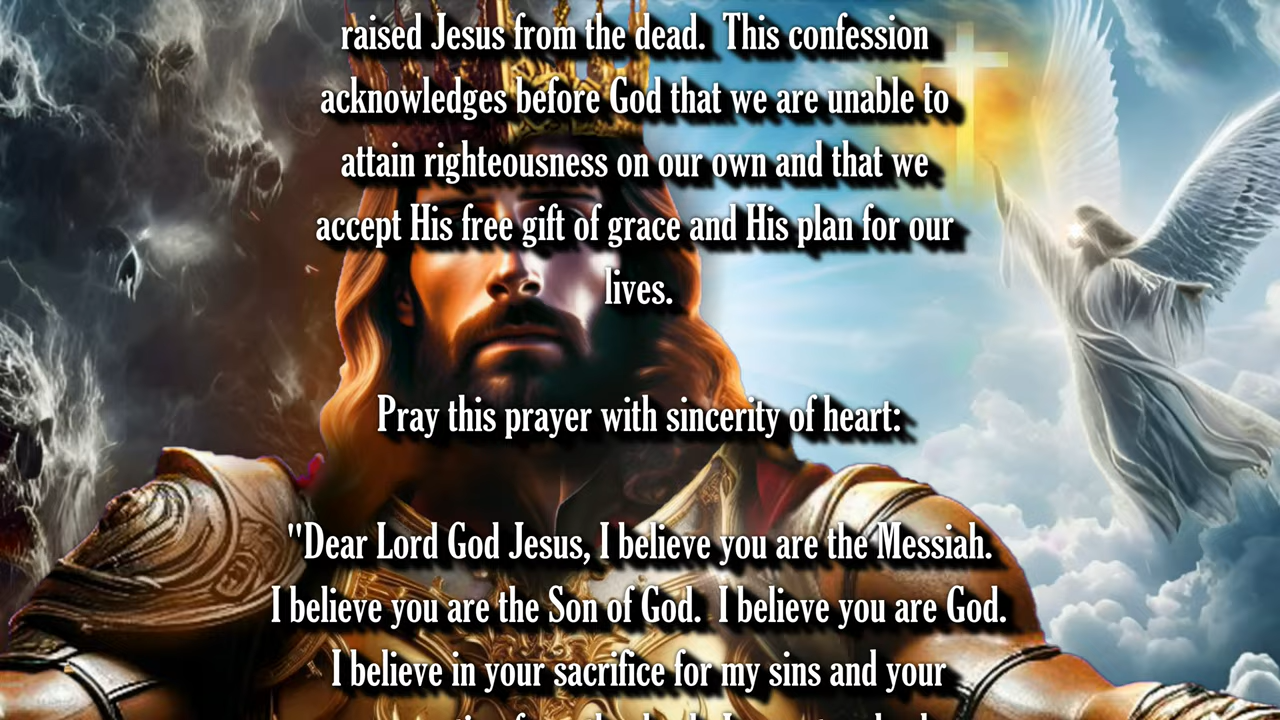 raised Jesus from the dead.  This confession
acknowledges before God that we are unable to
attain righteousness on our own and that we
accept His free gift of grace and His plan for our
lives.
Pray this prayer with sincerity of heart:
"Dear Lord God Jesus, I believe you are the Messiah.
I believe you are the Son of God.  I believe you are God.
I believe in your sacrifice for my sins and your